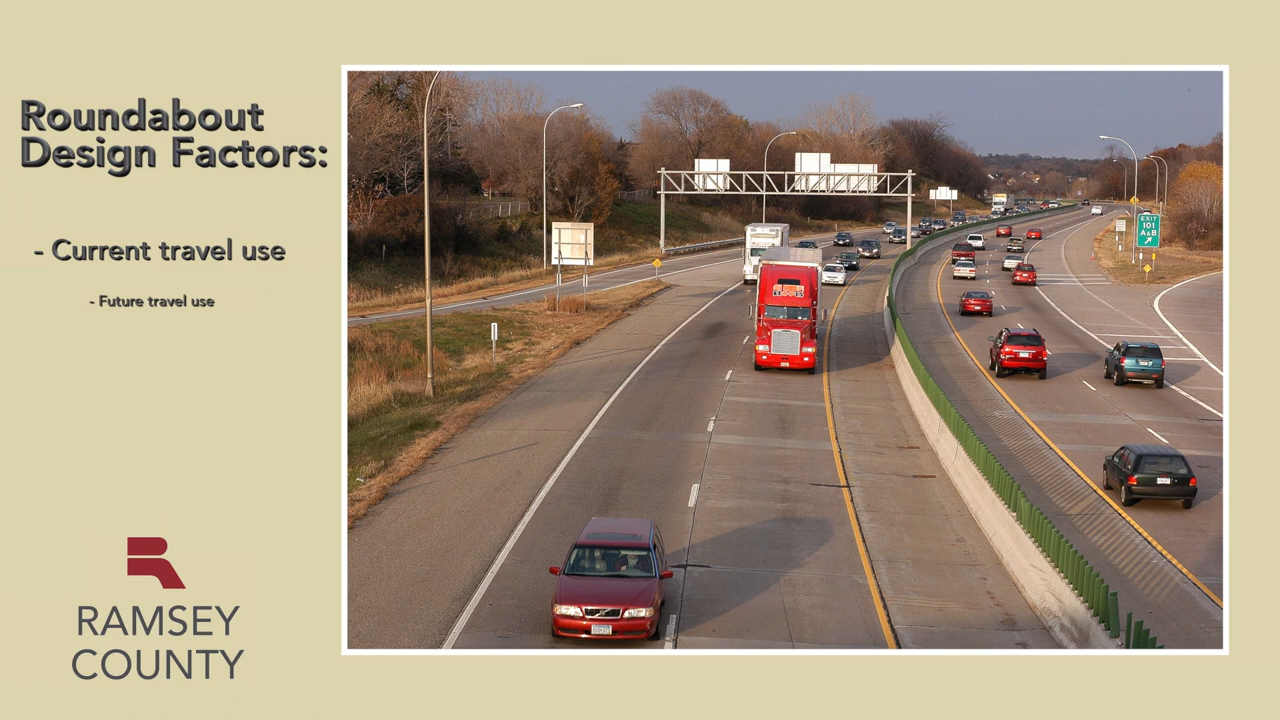 Roundabout
Design Factors:
- Current travel use
- Future travel use
RAMSEY
COUNTY
EXIT
101
A&B